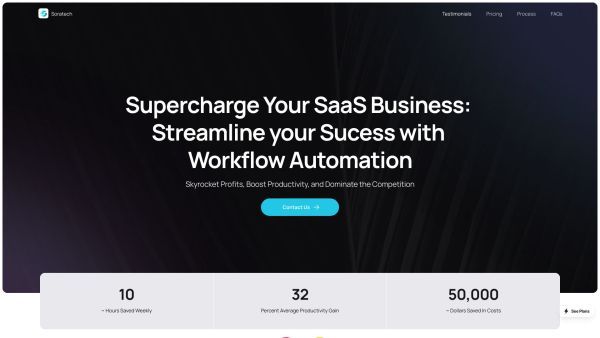 Soratech
Testimonials Pricing Process FAQs
Supercharge Your SaaS Business:
Streamline your Sucess with
Workflow Automation
Skyrocket Profits, Boost Productivity, and Dominate the Competition
Contact Us →
10
~ Hours Saved Weekly
32
Percent Average Productivity Gain
50,000
~ Dollars Saved In Costs
See Plans